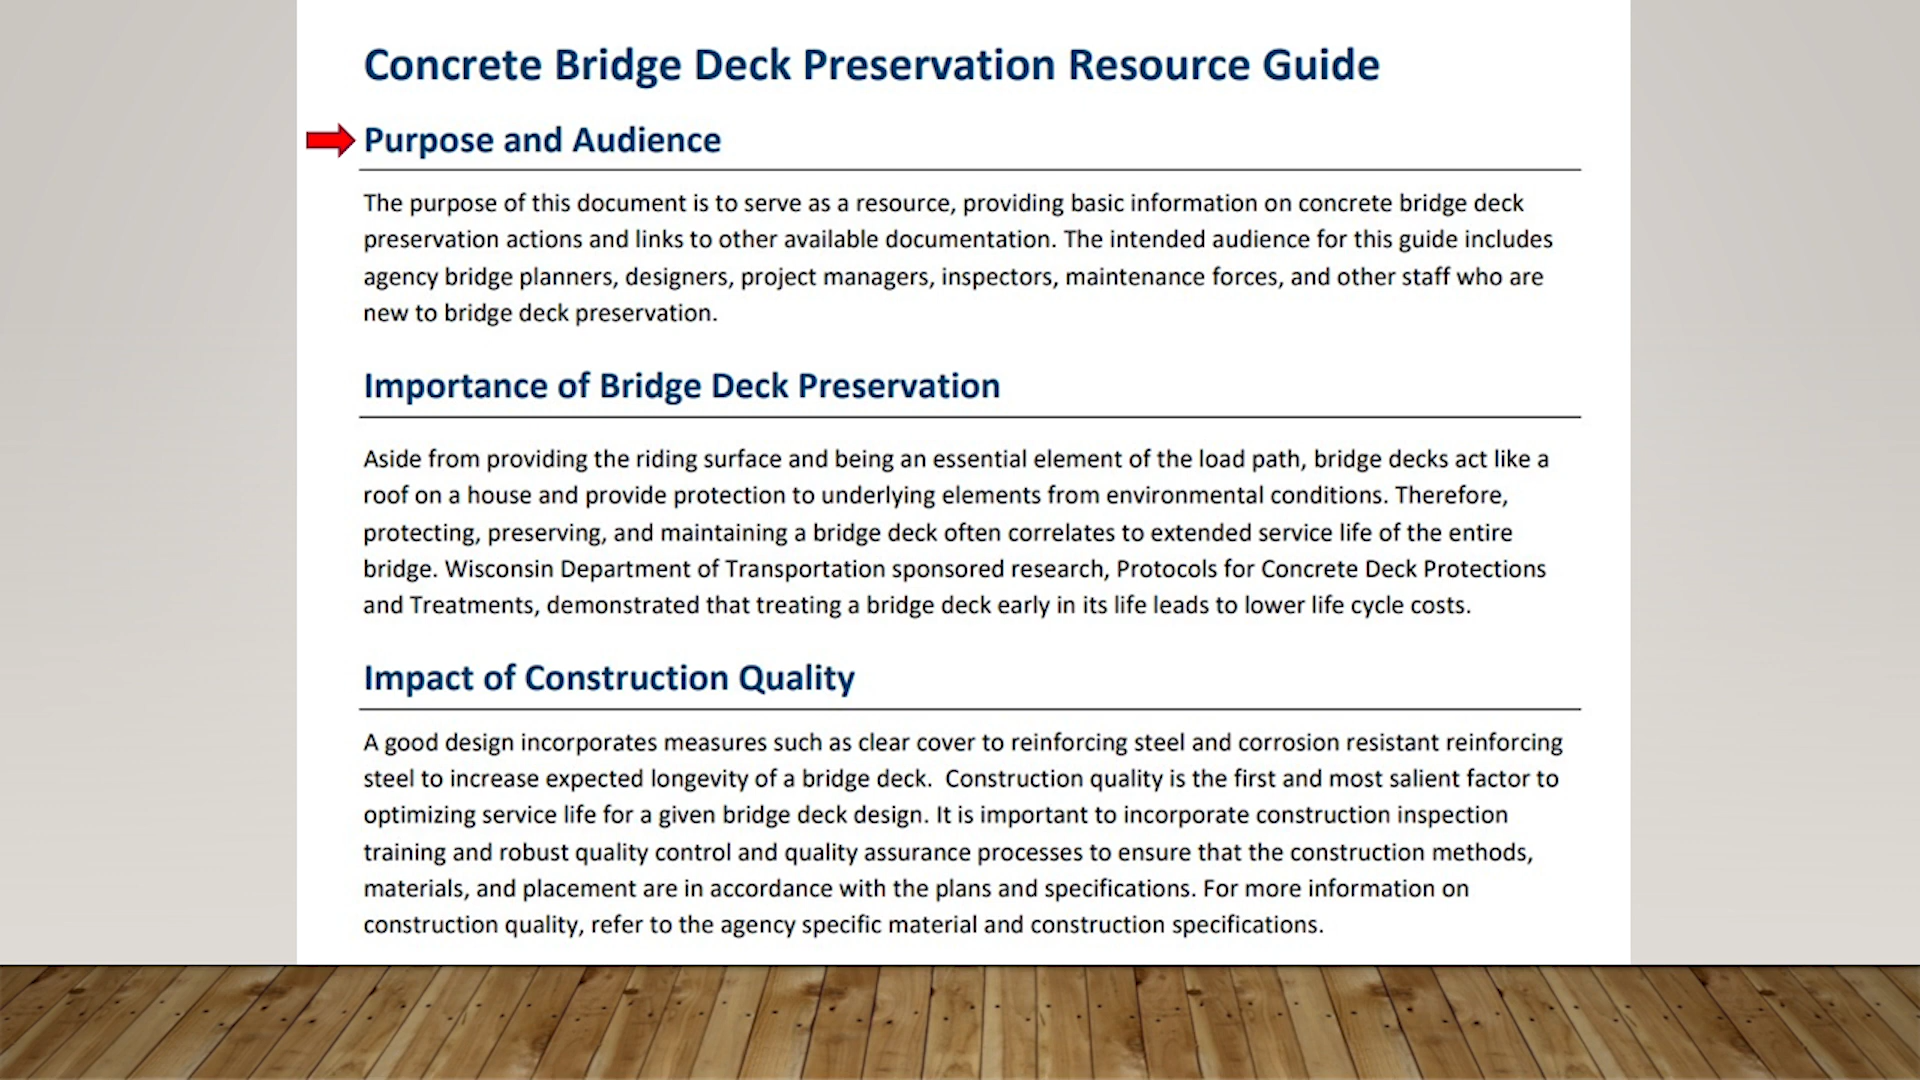 Concrete Bridge Deck Preservation Resource Guide
Purpose and Audience
The purpose of this document is to serve as a resource, providing basic information on concrete bridge deck
preservation actions and links to other available documentation. The intended audience for this guide includes
agency bridge planners, designers, project managers, inspectors, maintenance forces, and other staff who are
new to bridge deck preservation.
Importance of Bridge Deck Preservation
Aside from providing the riding surface and being an essential element of the load path, bridge decks act like a
roof on a house and provide protection to underlying elements from environmental conditions. Therefore,
protecting, preserving, and maintaining a bridge deck often correlates to extended service life of the entire
bridge. Wisconsin Department of Transportation sponsored research, Protocols for Concrete Deck Protections
and Treatments, demonstrated that treating a bridge deck early in its life leads to lower life cycle costs.
Impact of Construction Quality
A good design incorporates measures such as clear cover to reinforcing steel and corrosion resistant reinforcing
steel to increase expected longevity of a bridge deck.  Construction quality is the first and most salient factor to
optimizing service life for a given bridge deck design. It is important to incorporate construction inspection
training and robust quality control and quality assurance processes to ensure that the construction methods,
materials, and placement are in accordance with the plans and specifications. For more information on
construction quality, refer to the agency specific material and construction specifications.